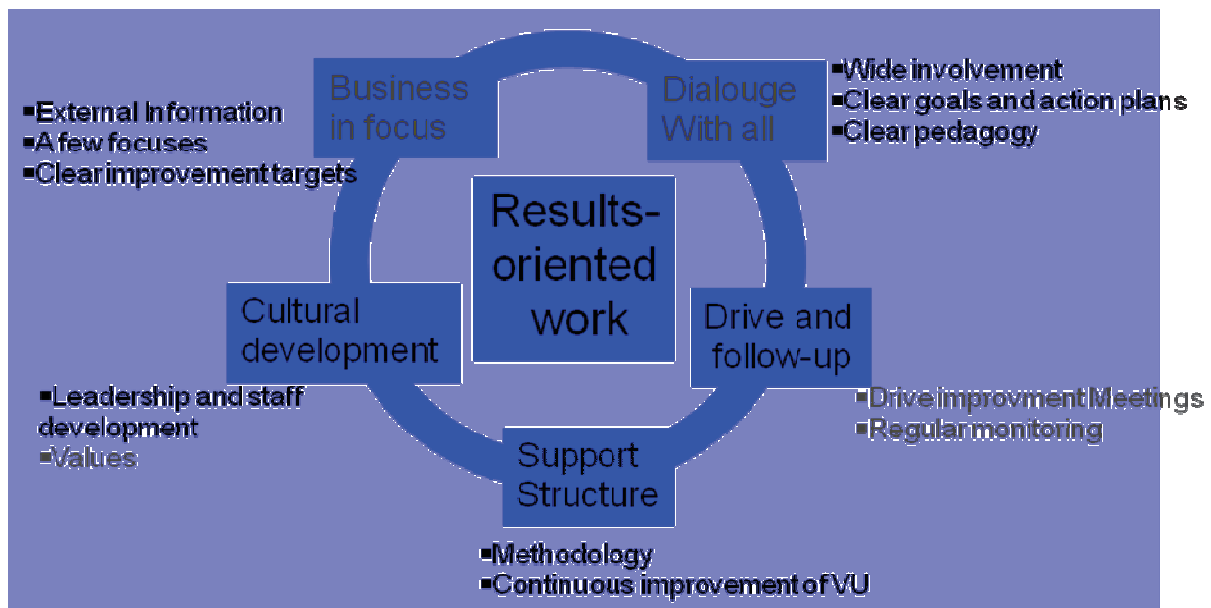 Business
in focus
▪External Information
▪A few focuses
▪Clear improvement targets
Dialouge
With all
▪Wide involvement
▪Clear goals and action plans
▪Clear pedagogy
Results-
oriented
work
Cultural
development
▪Leadership and staff
development
▪Values
Drive and
follow-up
▪Drive improvment Meetings
▪Regular monitoring
Support
Structure
▪Methodology
▪Continuous improvement of VU